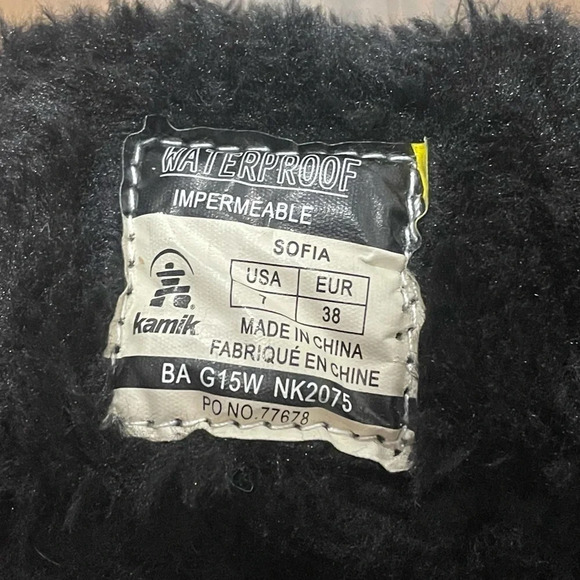 WATERPROOF
IMPERMEABLE
SOFIA
USA EUR
7 38
kamik
MADE IN CHINA
FABRIQUÉ EN CHINE
BA G15W NK2075
PO NO.77678